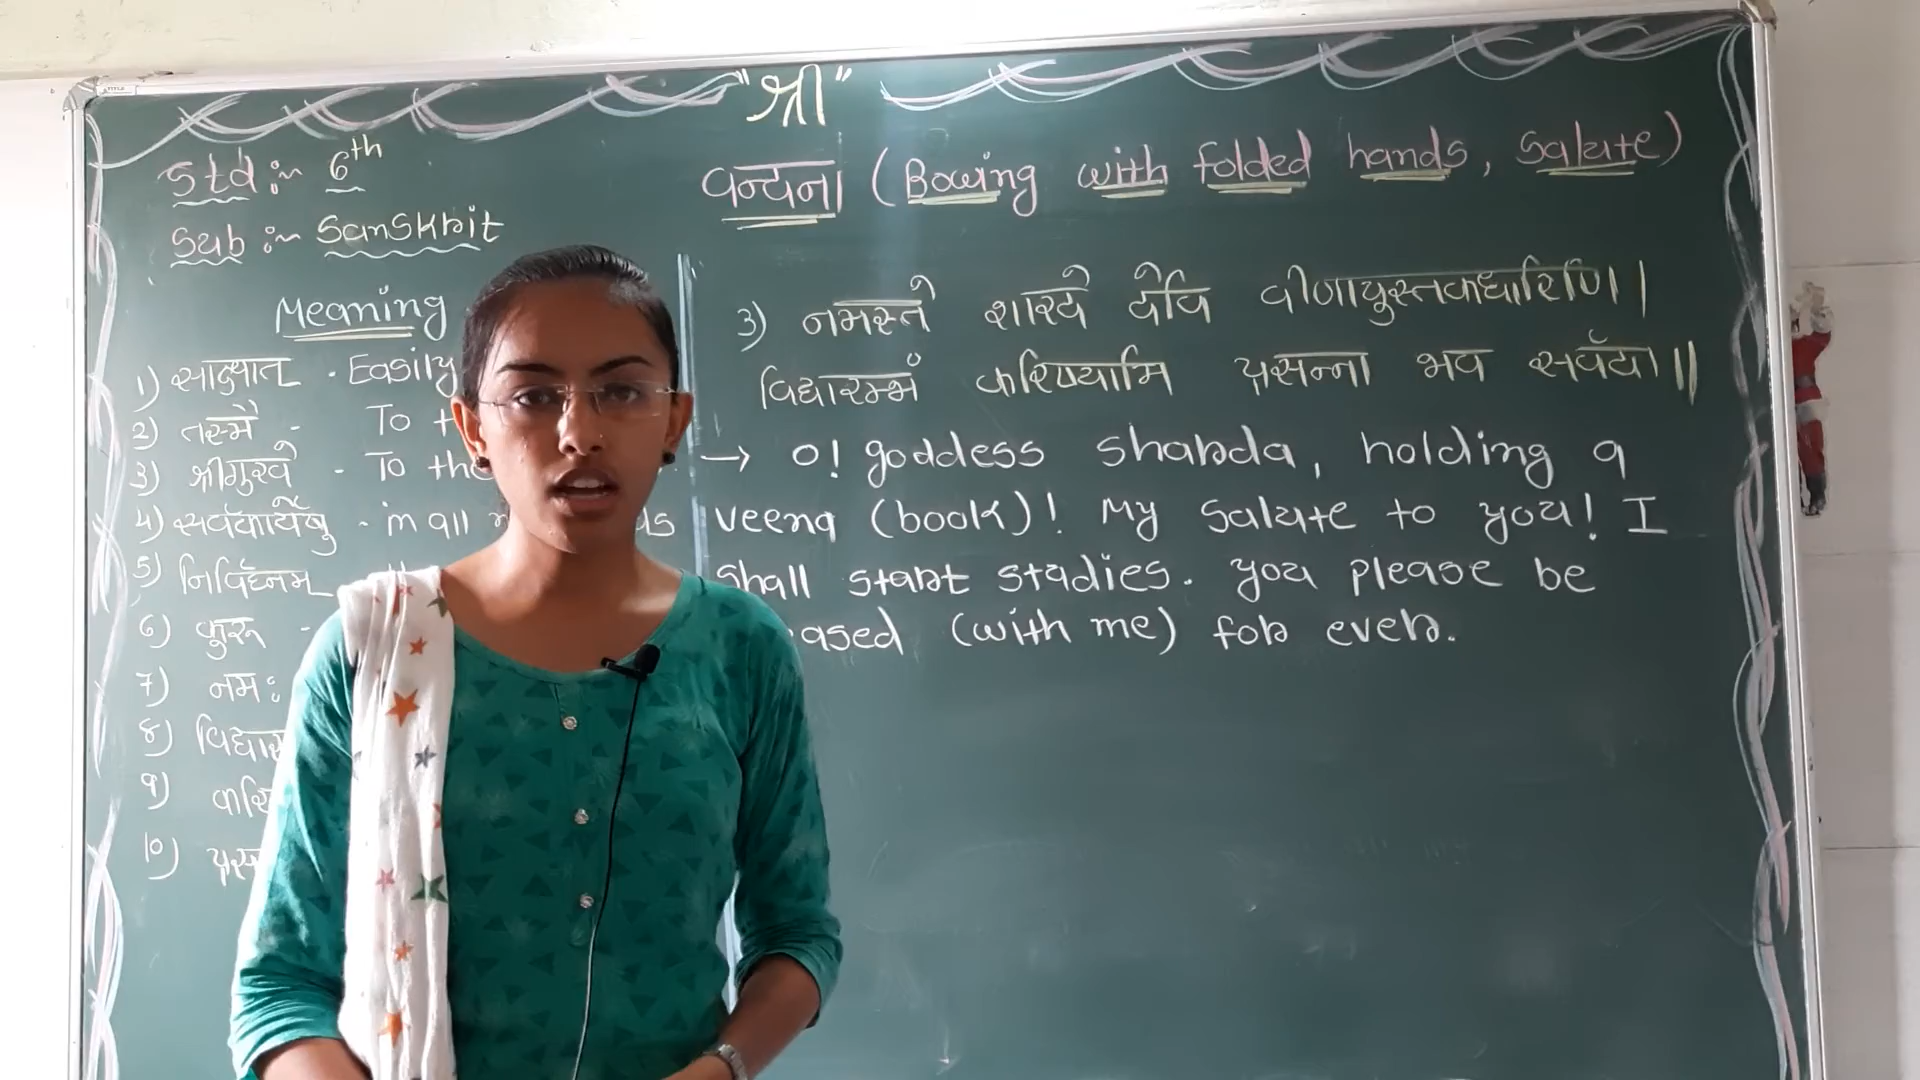 "श्री"
Std :~ 6th
Sub :~ Sanskrit
वन्दना (Bowing with folded hands, Salute)
Meaning
1) साक्षात् - Easily
2) तस्मै - To
3) श्रीगुरवे - To the
4) सर्वकार्येषु - in all
5) निर्विघ्नम्
6) कुरू -
7) नमः
8)
9)
10)
3) नमस्ते शारदे देवि वीणापुस्तकधारिणि।
विद्यारम्भं करिष्यामि प्रसन्ना भव सर्वदा॥
→ O! goddess sharda, holding a
veena (book)! My Salute to you! I
shall start studies. you please be
(with me) for ever.